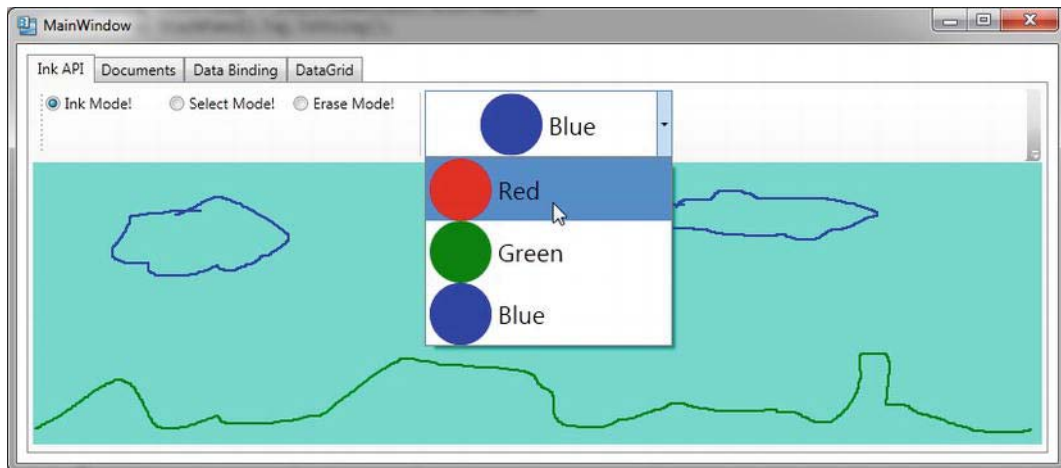 MainWindow
Ink API Documents Data Binding DataGrid
Ink Mode! Select Mode! Erase Mode!
Blue
Red
Green
Blue